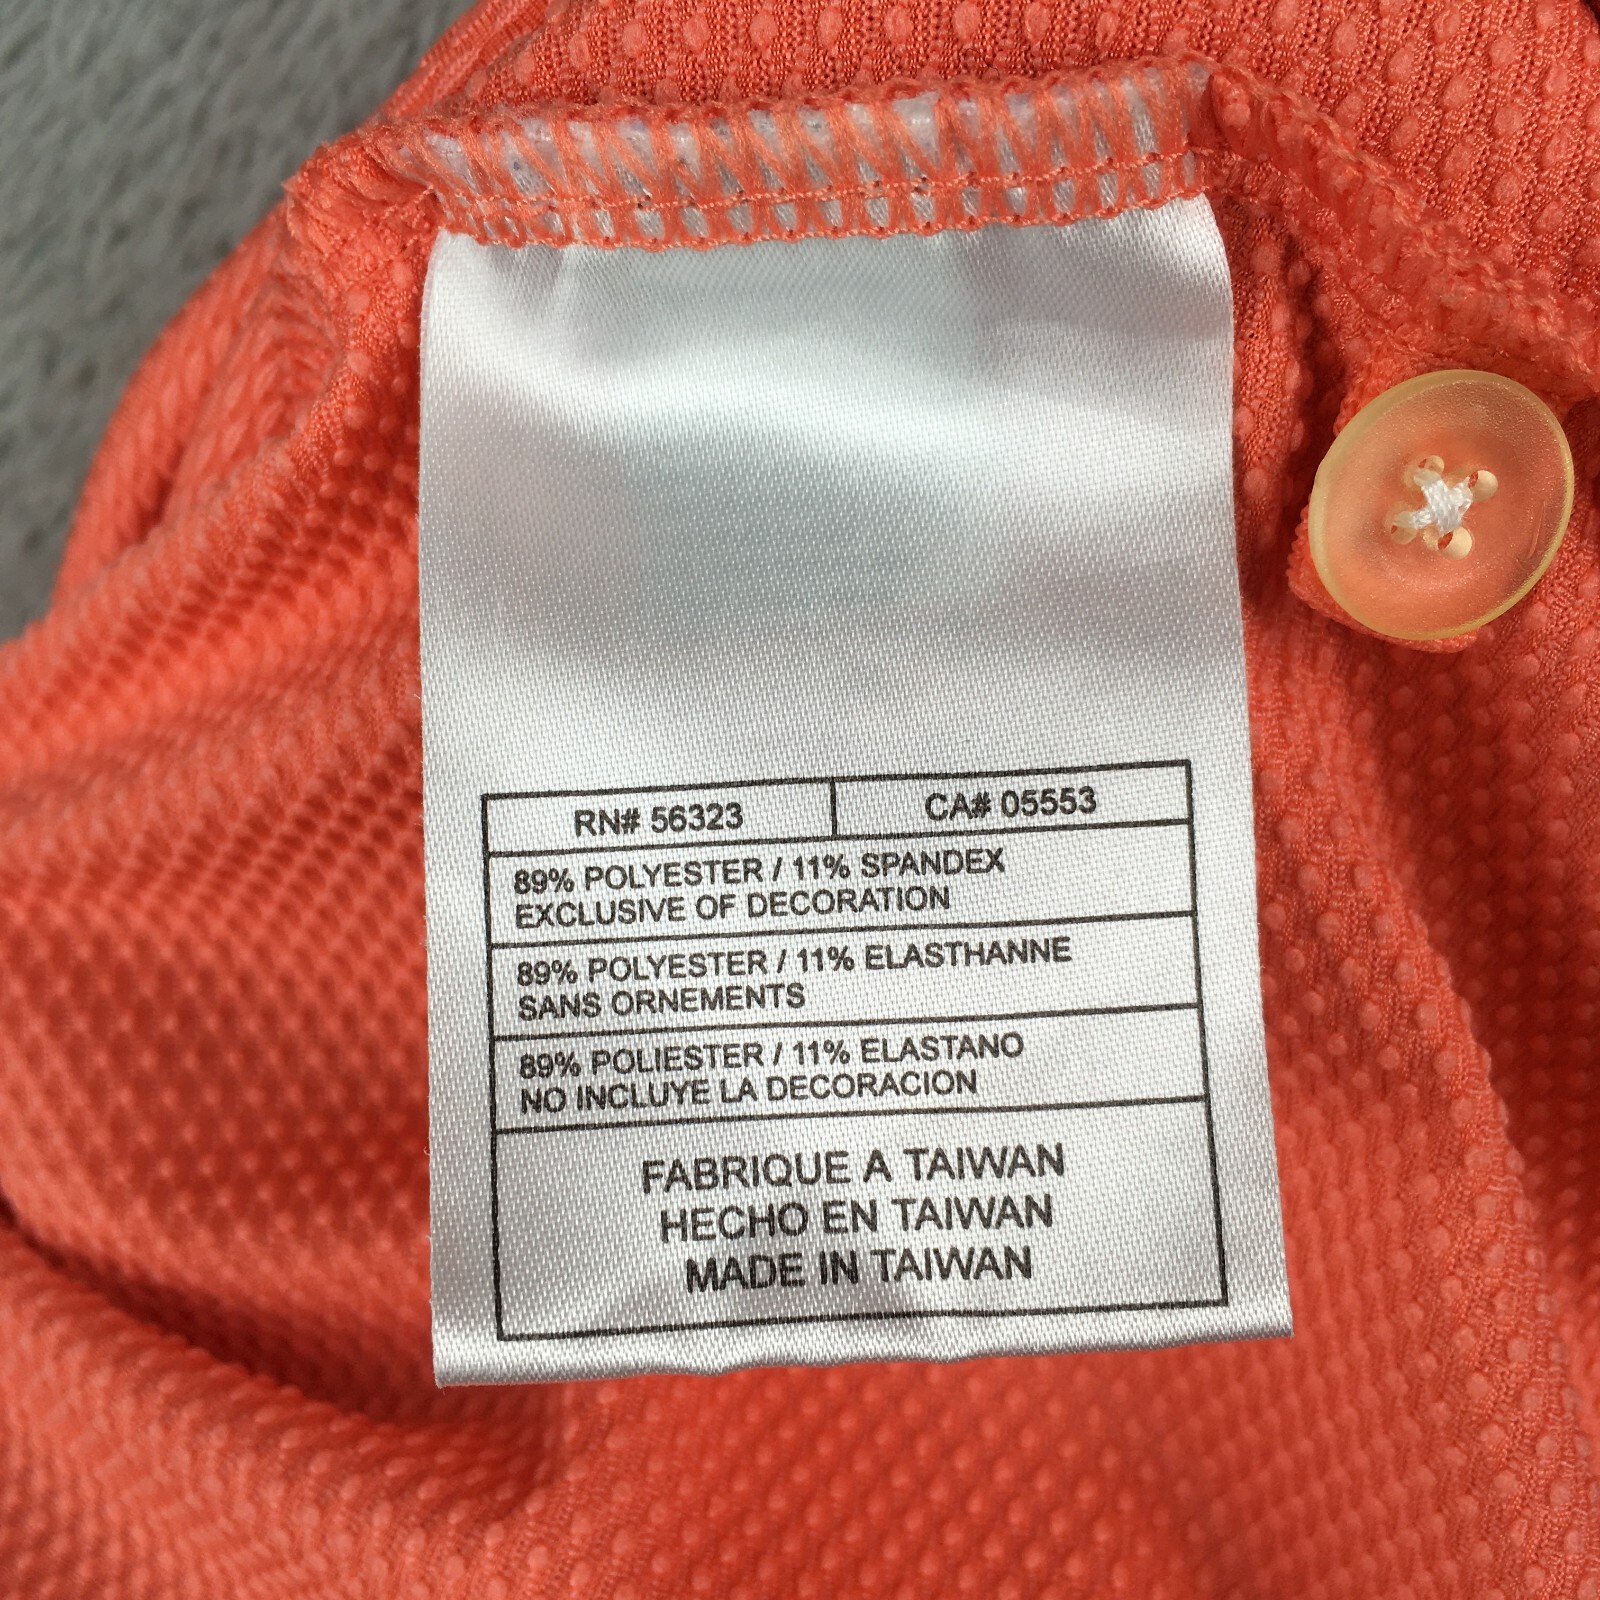 RN# 56323 CA# 05553
89% POLYESTER / 11% SPANDEX
EXCLUSIVE OF DECORATION
89% POLYESTER / 11% ELASTHANNE
SANS ORNEMENTS
89% POLIESTER / 11% ELASTANO
NO INCLUYE LA DECORACION
FABRIQUE A TAIWAN
HECHO EN TAIWAN
MADE IN TAIWAN